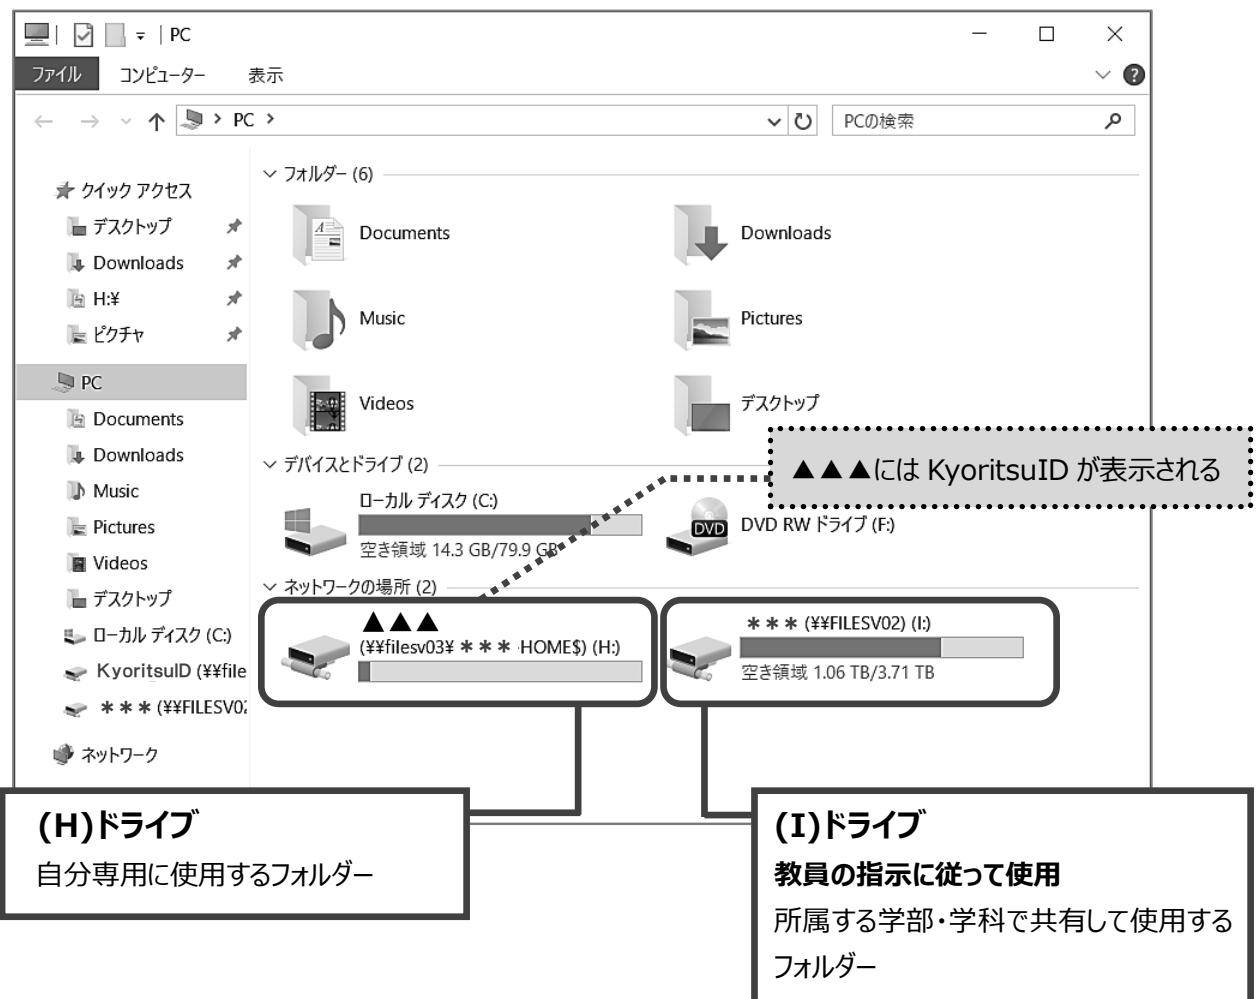 PC
ファイル コンピューター 表示
PC
PCの検索
クイック アクセス
デスクトップ
Downloads
H:¥
ピクチャ
PC
Documents
Downloads
Music
Pictures
Videos
デスクトップ
ローカル ディスク (C:)
KyoritsuID (¥¥file
＊＊＊(¥¥FILESV02
ネットワーク
フォルダー (6)
Documents
Downloads
Music
Pictures
Videos
デスクトップ
デバイスとドライブ (2)
ローカル ディスク (C:)
空き領域 14.3 GB/79.9 GB
DVD
DVD RW ドライブ (F:)
▲▲▲には KyoritsuID が表示される
ネットワークの場所 (2)
▲▲▲
(¥¥filesv03¥ ＊＊＊ HOME$) (H:)
＊＊＊ (¥¥FILESV02) (I:)
空き領域 1.06 TB/3.71 TB
(H)ドライブ
自分専用に使用するフォルダー
(I)ドライブ
教員の指示に従って使用
所属する学部・学科で共有して使用する
フォルダー